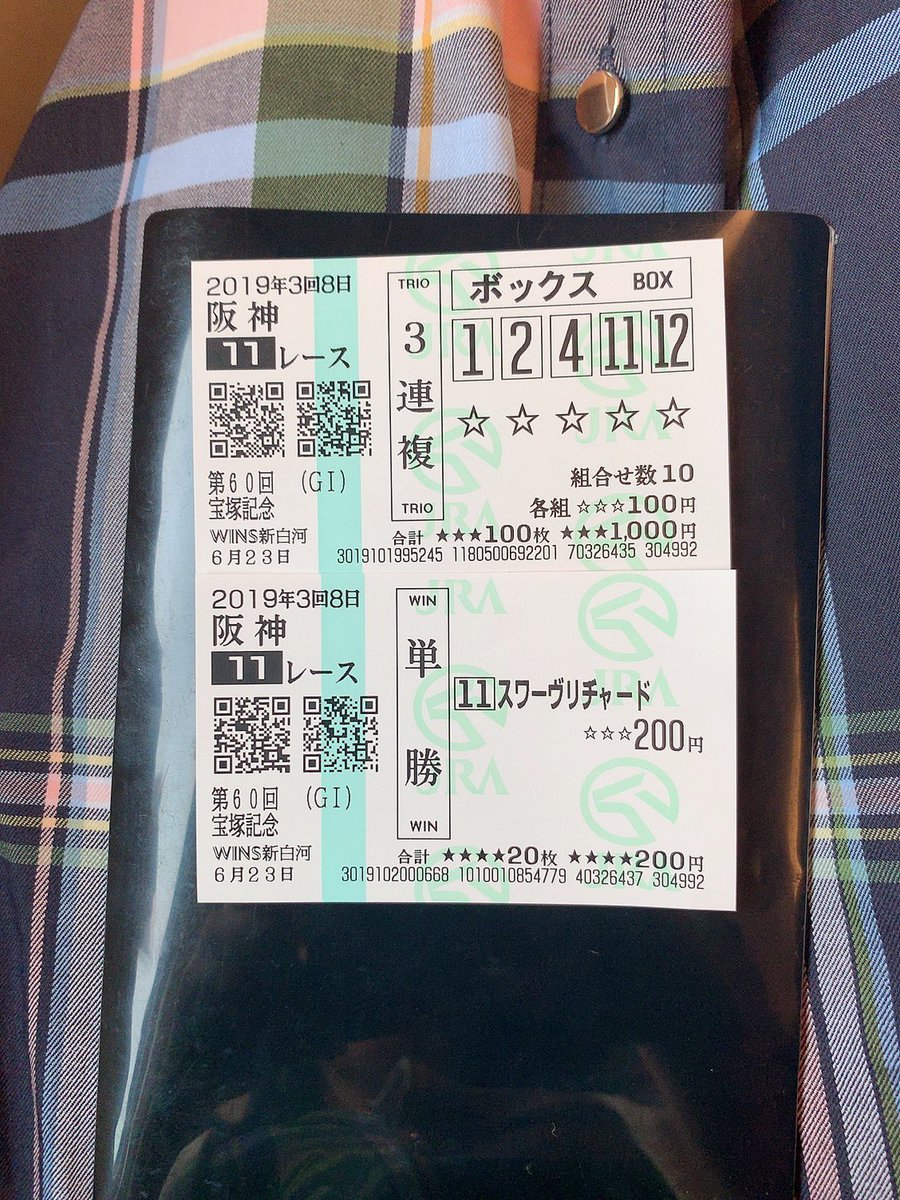 2019年3回8日
阪神
11レース
第60回 (GI)
宝塚記念
WINS新白河
6月23日
TRIO
3連複
TRIO
ボックス BOX
1 2 4 11 12
☆ ☆ ☆ ☆ ☆
組合せ数10
各組 ☆☆☆100円
合計 ★★★100枚 ★★★1,000円
3019101995245 1180500692201 70326435 304992
JRA
JRA
JRA
2019年3回8日
阪神
11レース
第60回 (GI)
宝塚記念
WINS新白河
6月23日
WIN
単勝
WIN
11スワーヴリチャード
☆☆☆200円
合計 ★★★★20枚 ★★★★200円
3019102000668 1010010854779 40326437 304992
JRA
JRA
JRA